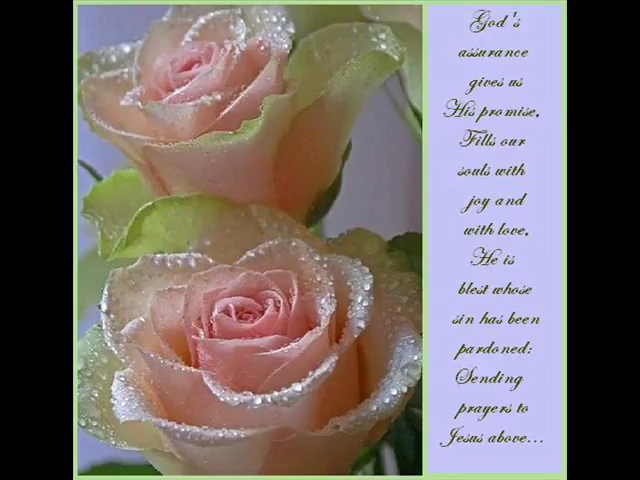 God's
assurance
gives us
His promise,
Fills our
souls with
joy and
with love.
He is
blest whose
sin has been
pardoned:
Sending
prayers to
Jesus above...